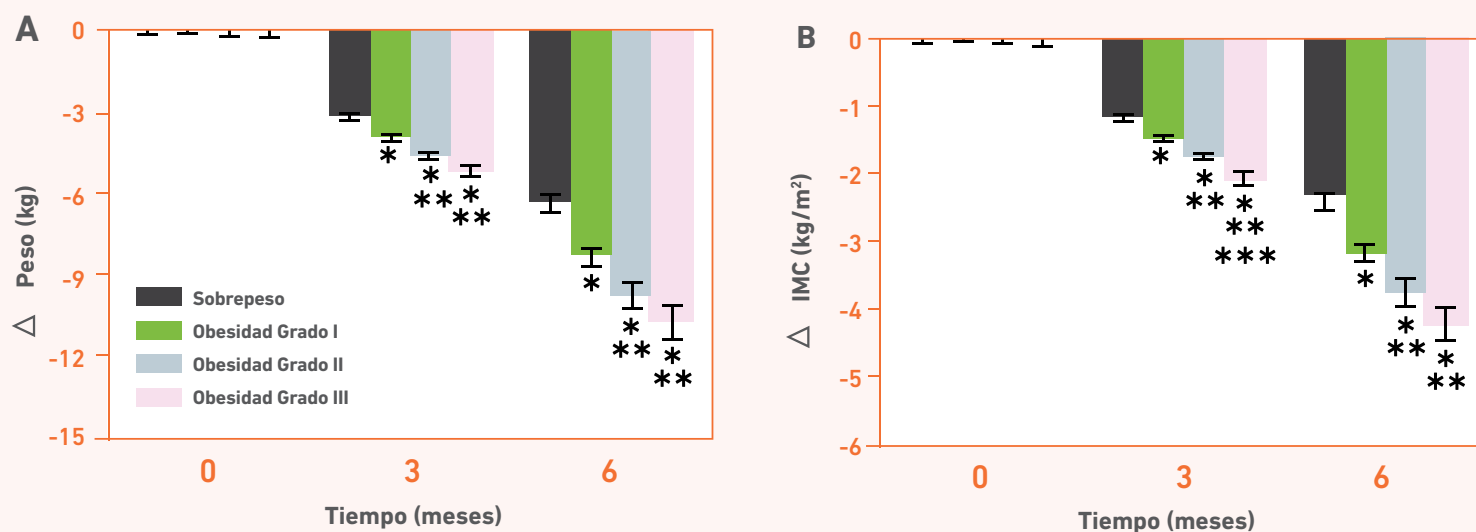 A
0
-3
-6
-9
-12
-15
△ Peso (kg)
Sobrepeso
Obesidad Grado I
Obesidad Grado II
Obesidad Grado III
*
*
**
*
**
*
*
**
*
**
0 3 6
Tiempo (meses)
B
0
-1
-2
-3
-4
-5
-6
△ IMC (kg/m²)
*
*
**
*
**
***
*
*
**
*
**
0 3 6
Tiempo (meses)